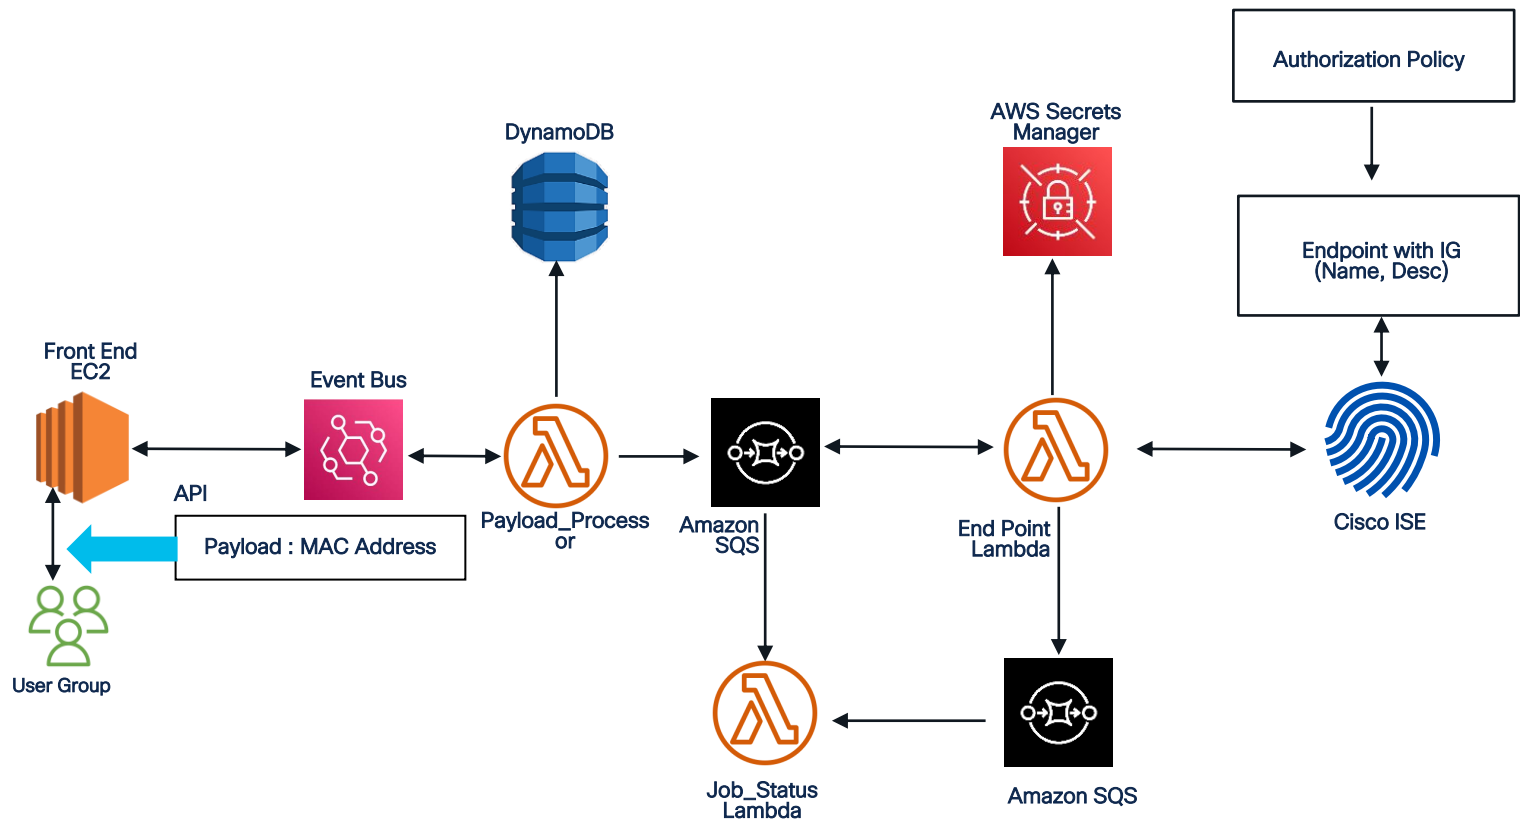 Authorization Policy
AWS Secrets
Manager
DynamoDB
Endpoint with IG
(Name, Desc)
Front End
EC2
Event Bus
API
Payload : MAC Address
Payload_Process
or
Amazon
SQS
End Point
Lambda
Cisco ISE
User Group
Job_Status
Lambda
Amazon SQS